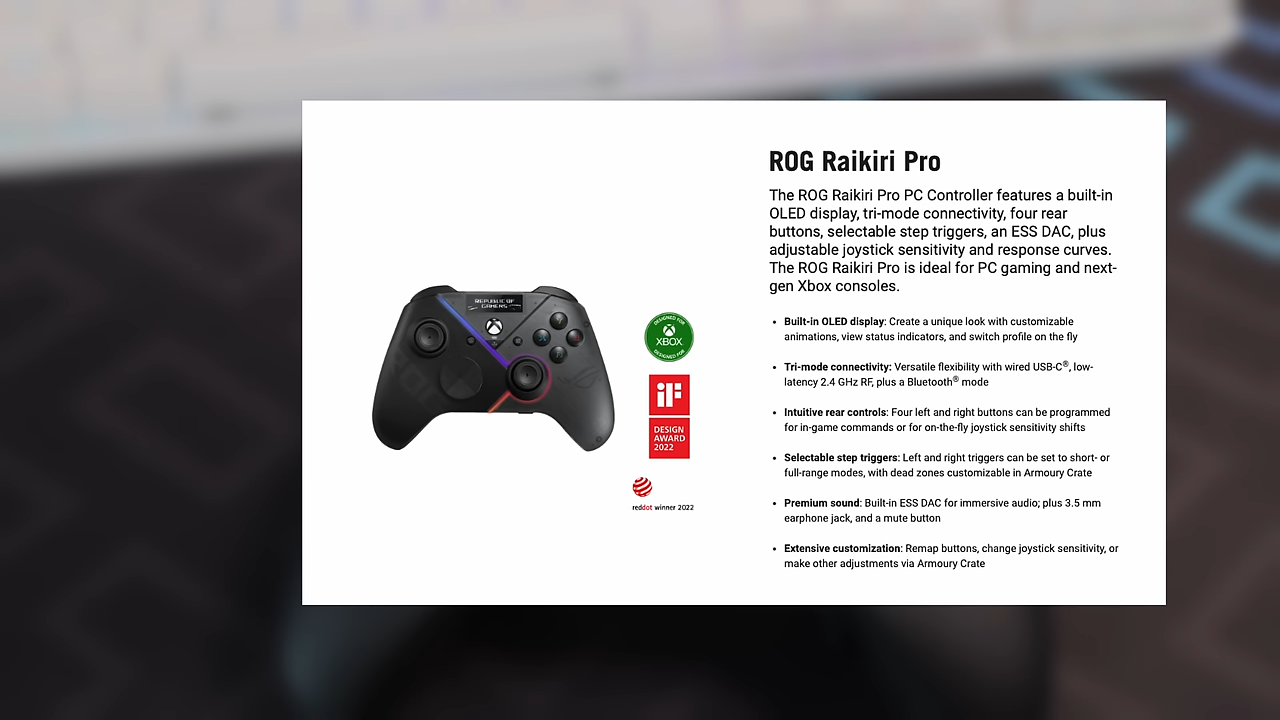 ROG Raikiri Pro
The ROG Raikiri Pro PC Controller features a built-in
OLED display, tri-mode connectivity, four rear
buttons, selectable step triggers, an ESS DAC, plus
adjustable joystick sensitivity and response curves.
The ROG Raikiri Pro is ideal for PC gaming and next-
gen Xbox consoles.
• Built-in OLED display: Create a unique look with customizable
animations, view status indicators, and switch profile on the fly
• Tri-mode connectivity: Versatile flexibility with wired USB-C®, low-
latency 2.4 GHz RF, plus a Bluetooth® mode
• Intuitive rear controls: Four left and right buttons can be programmed
for in-game commands or for on-the-fly joystick sensitivity shifts
• Selectable step triggers: Left and right triggers can be set to short- or
full-range modes, with dead zones customizable in Armoury Crate
• Premium sound: Built-in ESS DAC for immersive audio; plus 3.5 mm
earphone jack, and a mute button
• Extensive customization: Remap buttons, change joystick sensitivity, or
make other adjustments via Armoury Crate
REPUBLIC OF
GAMERS
DESIGNED FOR
XBOX
DESIGNED FOR
iF
DESIGN
AWARD
2022
reddot winner 2022